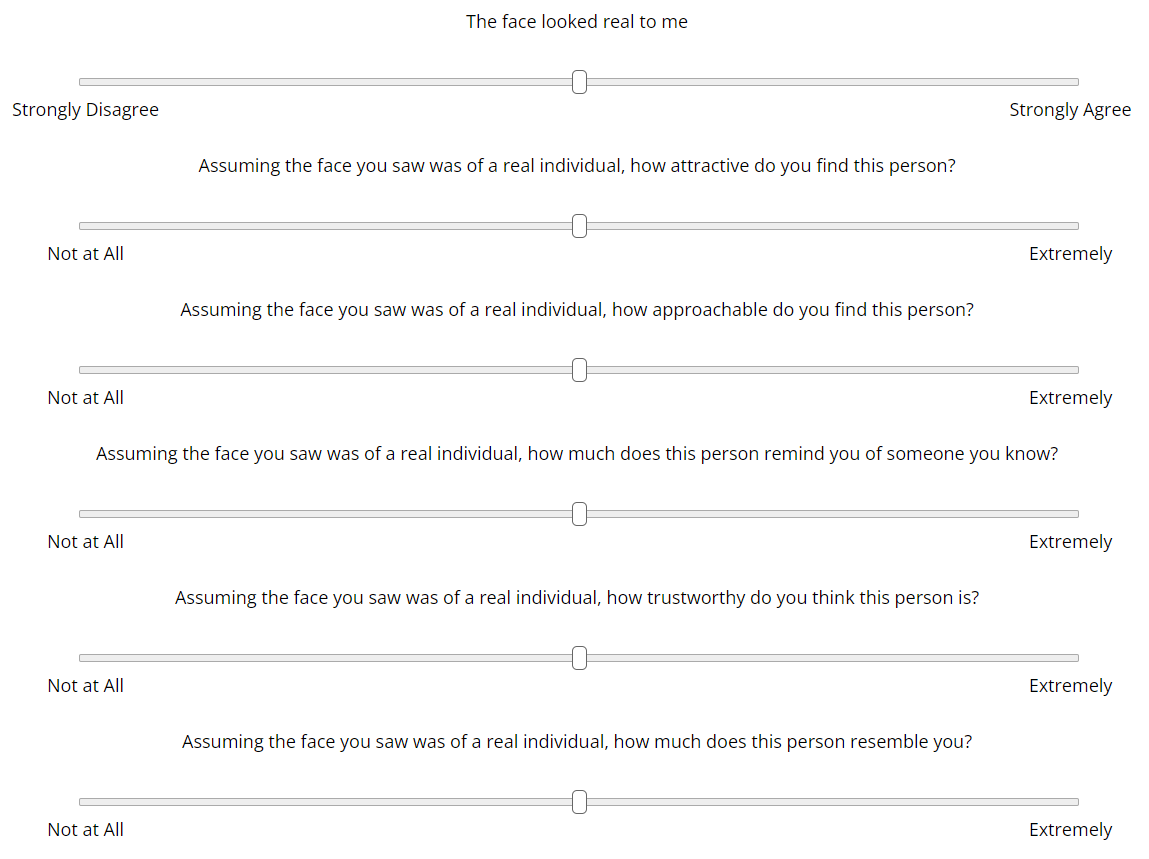 The face looked real to me
Strongly Disagree
Strongly Agree
Assuming the face you saw was of a real individual, how attractive do you find this person?
Not at All
Extremely
Assuming the face you saw was of a real individual, how approachable do you find this person?
Not at All
Extremely
Assuming the face you saw was of a real individual, how much does this person remind you of someone you know?
Not at All
Extremely
Assuming the face you saw was of a real individual, how trustworthy do you think this person is?
Not at All
Extremely
Assuming the face you saw was of a real individual, how much does this person resemble you?
Not at All
Extremely